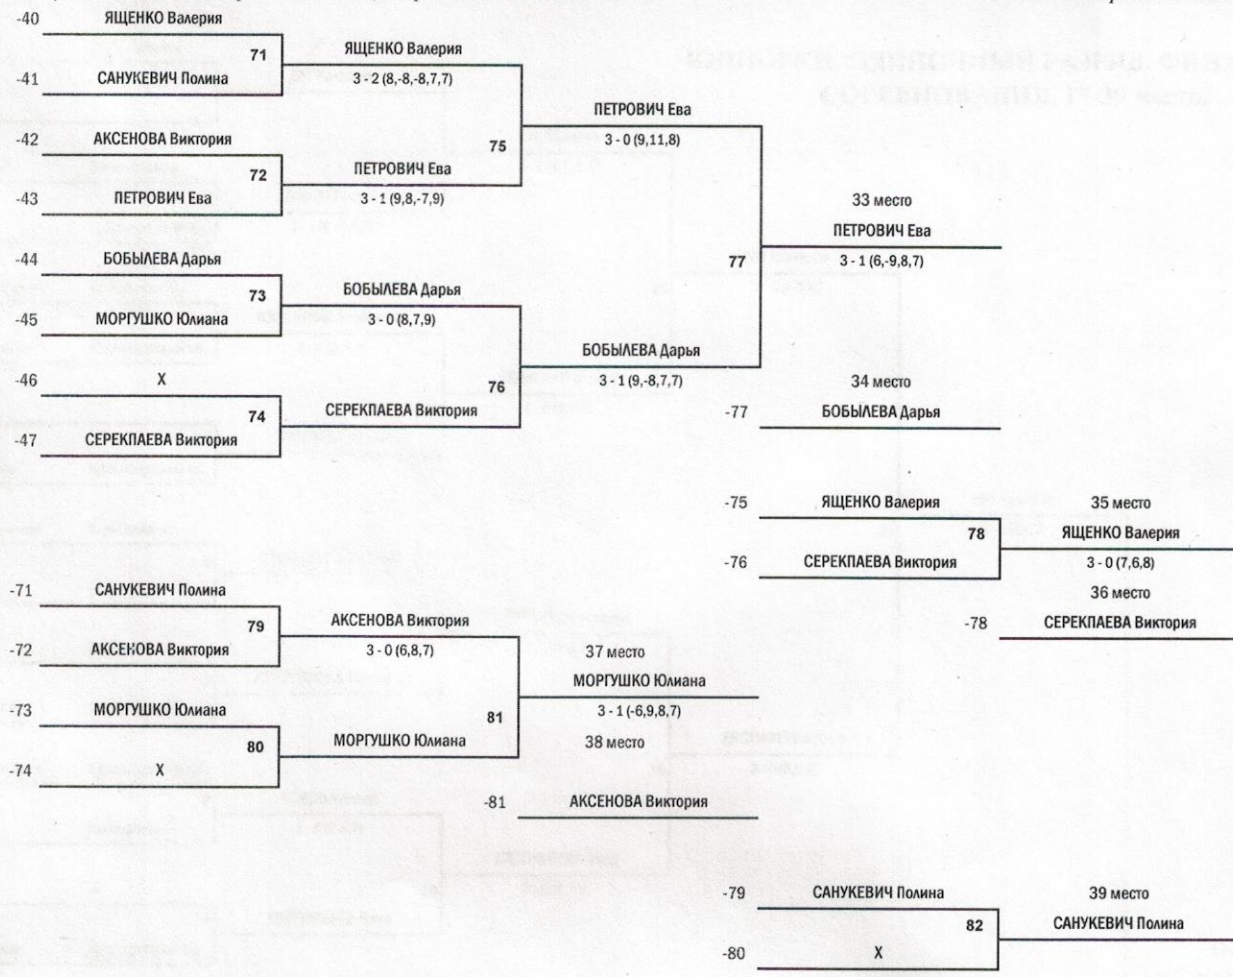 -40 ЯЩЕНКО Валерия
71 ЯЩЕНКО Валерия
-41 САНУКЕВИЧ Полина 3 - 2 (8,-8,-8,7,7)
ПЕТРОВИЧ Ева
-42 АКСЕНОВА Виктория 75 3 - 0 (9,11,8)
72 ПЕТРОВИЧ Ева
-43 ПЕТРОВИЧ Ева 3 - 1 (9,8,-7,9) 33 место
ПЕТРОВИЧ Ева
-44 БОБЫЛЕВА Дарья 77 3 - 1 (6,-9,8,7)
73 БОБЫЛЕВА Дарья
-45 МОРГУШКО Юлиана 3 - 0 (8,7,9)
БОБЫЛЕВА Дарья
-46 X 76 3 - 1 (9,-8,7,7) 34 место
74 СЕРЕКПАЕВА Виктория -77 БОБЫЛЕВА Дарья
-47 СЕРЕКПАЕВА Виктория
-75 ЯЩЕНКО Валерия 35 место
78 ЯЩЕНКО Валерия
-76 СЕРЕКПАЕВА Виктория 3 - 0 (7,6,8)
36 место
-78 СЕРЕКПАЕВА Виктория
-71 САНУКЕВИЧ Полина
79 АКСЕНОВА Виктория
-72 АКСЕНОВА Виктория 3 - 0 (6,8,7) 37 место
МОРГУШКО Юлиана
-73 МОРГУШКО Юлиана 81 3 - 1 (-6,9,8,7)
80 МОРГУШКО Юлиана 38 место
-74 X
-81 АКСЕНОВА Виктория
-79 САНУКЕВИЧ Полина 39 место
82 САНУКЕВИЧ Полина
-80 X